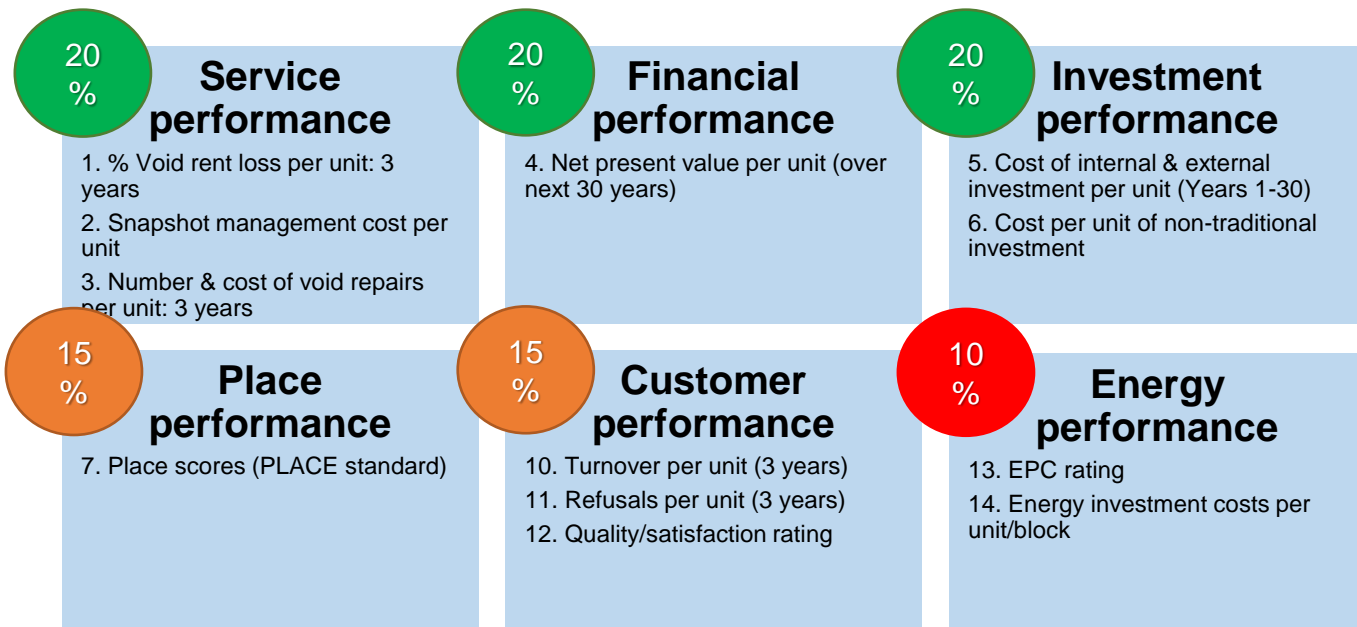 20
%
Service
performance
1. % Void rent loss per unit: 3
years
2. Snapshot management cost per
unit
3. Number & cost of void repairs
per unit: 3 years
20
%
Financial
performance
4. Net present value per unit (over
next 30 years)
20
%
Investment
performance
5. Cost of internal & external
investment per unit (Years 1-30)
6. Cost per unit of non-traditional
investment
15
%
Place
performance
7. Place scores (PLACE standard)
15
%
Customer
performance
10. Turnover per unit (3 years)
11. Refusals per unit (3 years)
12. Quality/satisfaction rating
10
%
Energy
performance
13. EPC rating
14. Energy investment costs per
unit/block